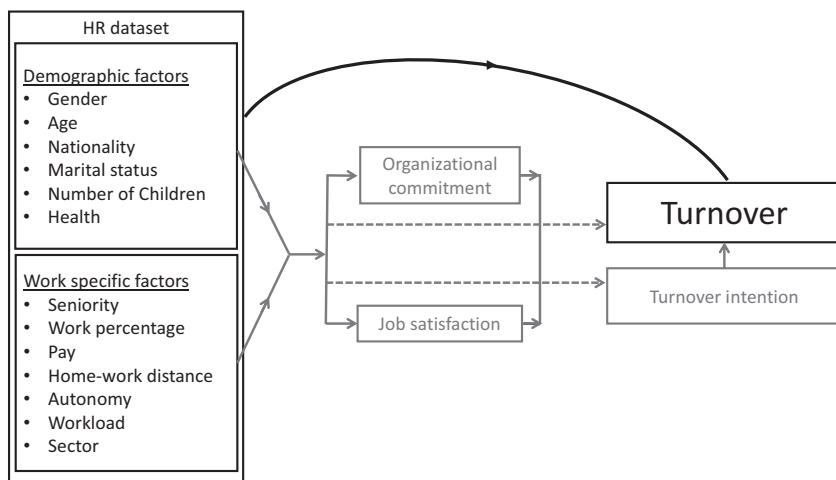 HR dataset
Demographic factors
• Gender
• Age
• Nationality
• Marital status
• Number of Children
• Health
Work specific factors
• Seniority
• Work percentage
• Pay
• Home-work distance
• Autonomy
• Workload
• Sector
Organizational
commitment
Job satisfaction
Turnover
Turnover intention